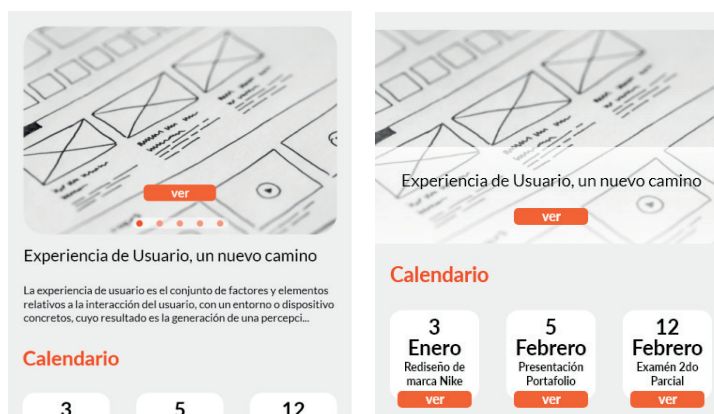 ver
Experiencia de Usuario, un nuevo camino
La experiencia de usuario es el conjunto de factores y elementos
relativos a la interacción del usuario, con un entorno o dispositivo
concretos, cuyo resultado es la generación de una percepci...
Calendario
3
5
12
Experiencia de Usuario, un nuevo camino
ver
Calendario
3
Enero
Rediseño de
marca Nike
ver
5
Febrero
Presentación
Portafolio
ver
12
Febrero
Examén 2do
Parcial
ver